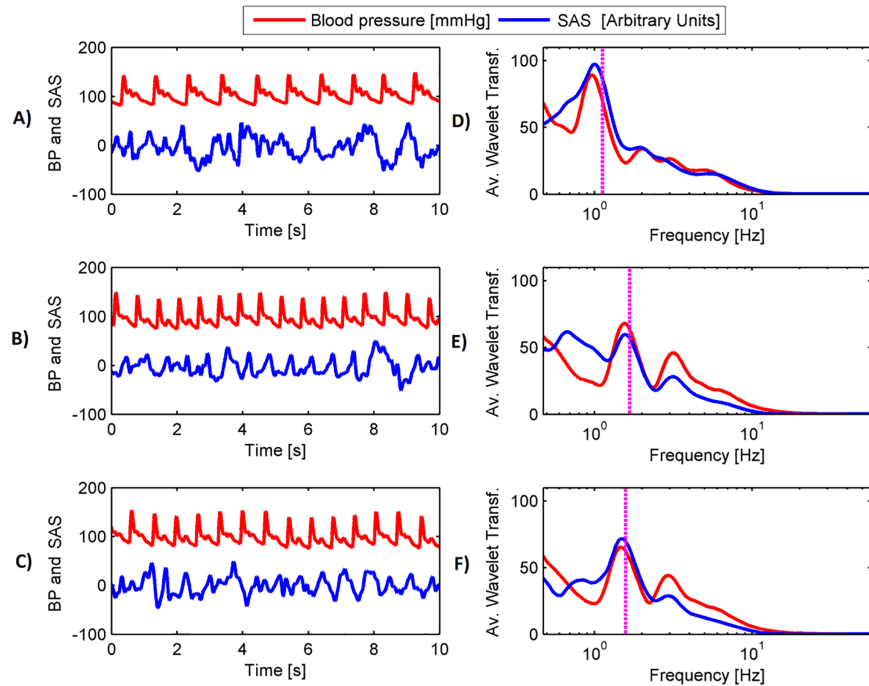 Blood pressure [mmHg] SAS [Arbitrary Units]
A)
BP and SAS
200
100
0
-100
0 2 4 6 8 10
Time [s]
D)
Av. Wavelet Transf.
100
50
0
10^0 10^1
Frequency [Hz]
B)
BP and SAS
200
100
0
-100
0 2 4 6 8 10
Time [s]
E)
Av. Wavelet Transf.
100
50
0
10^0 10^1
Frequency [Hz]
C)
BP and SAS
200
100
0
-100
0 2 4 6 8 10
Time [s]
F)
Av. Wavelet Transf.
100
50
0
10^0 10^1
Frequency [Hz]